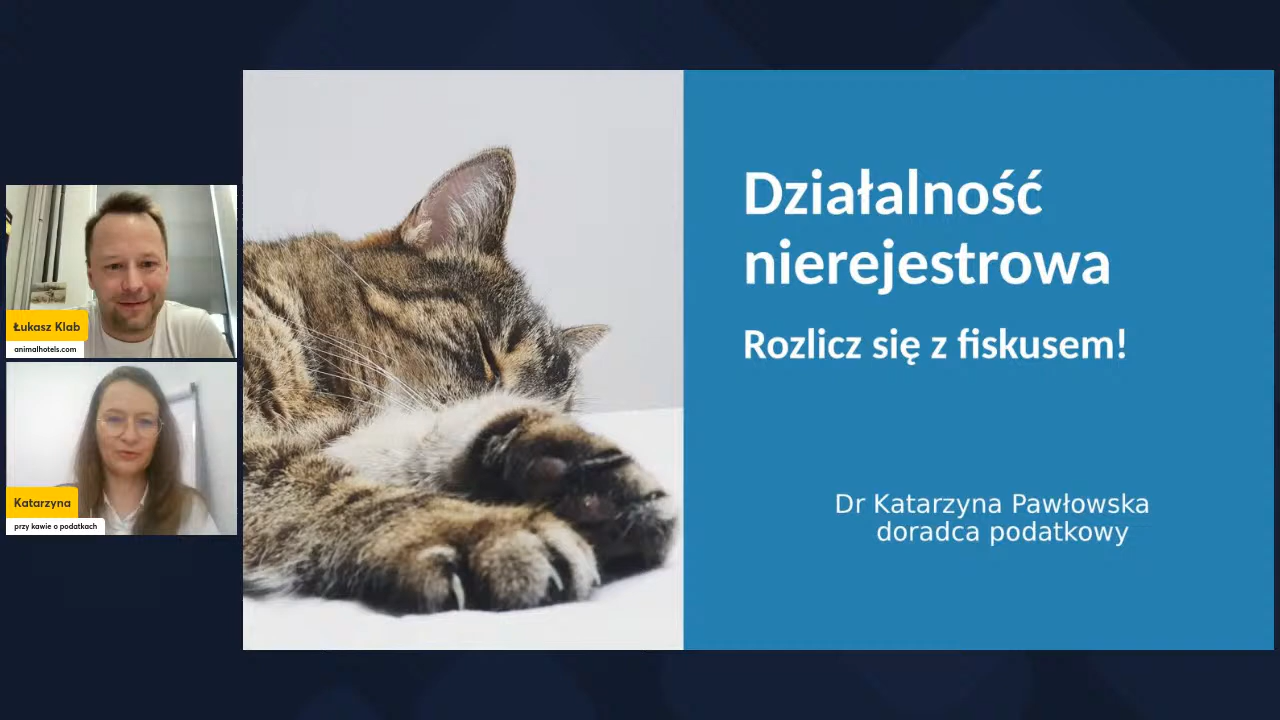 Łukasz Klab
animalhotels.com
Katarzyna
przy kawie o podatkach
Działalność
nierejestrowa
Rozlicz się z fiskusem!
Dr Katarzyna Pawłowska
doradca podatkowy